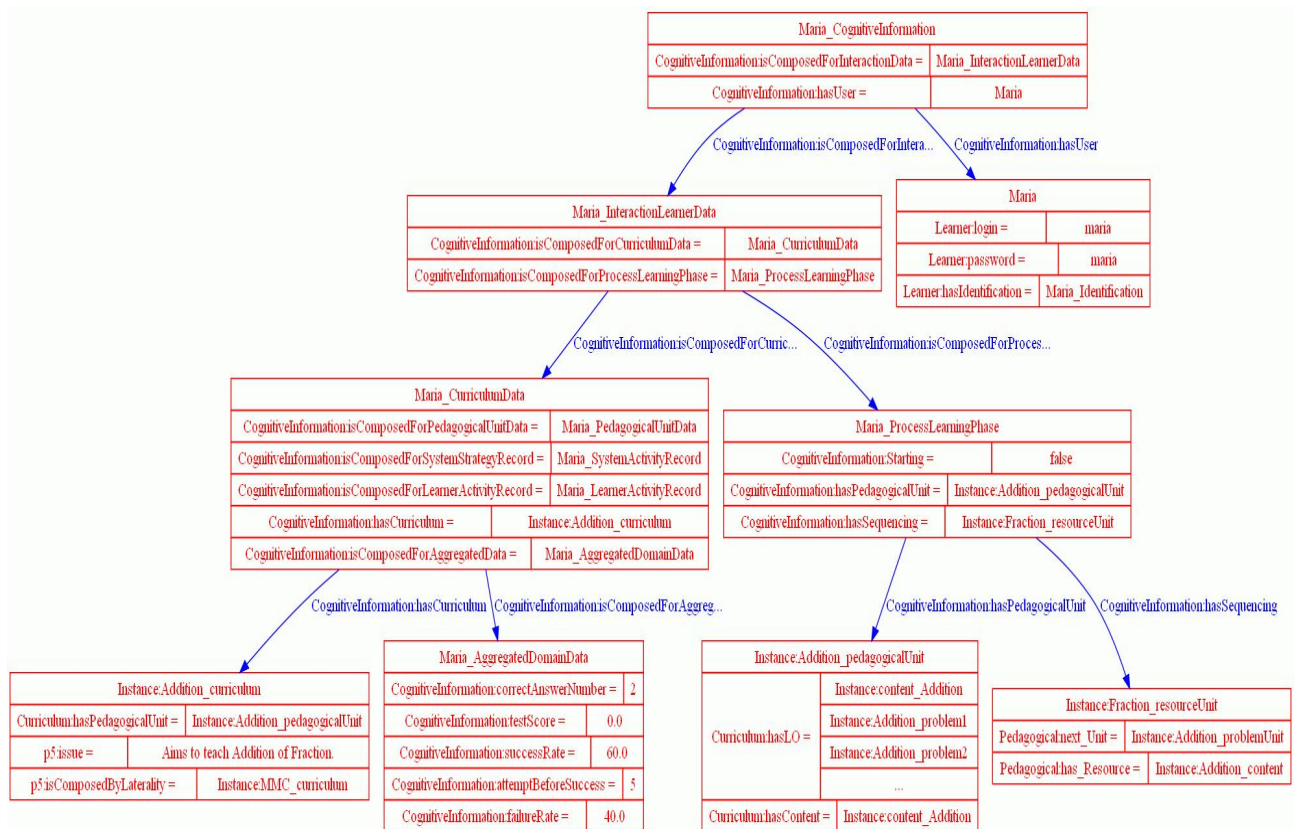 Maria_CognitiveInformation
CognitiveInformation:isComposedForInteractionData = Maria_InteractionLearnerData
CognitiveInformation:hasUser = Maria
CognitiveInformation:isComposedForIntera...
CognitiveInformation:hasUser
Maria_InteractionLearnerData
CognitiveInformation:isComposedForCurriculumData = Maria_CurriculumData
CognitiveInformation:isComposedForProcessLearningPhase = Maria_ProcessLearningPhase
Maria
Learner:login = maria
Learner:password = maria
Learner:hasIdentification = Maria_Identification
CognitiveInformation:isComposedForCurric...
CognitiveInformation:isComposedForProces...
Maria_CurriculumData
CognitiveInformation:isComposedForPedagogicalUnitData = Maria_PedagogicalUnitData
CognitiveInformation:isComposedForSystemStrategyRecord = Maria_SystemActivityRecord
CognitiveInformation:isComposedForLearnerActivityRecord = Maria_LearnerActivityRecord
CognitiveInformation:hasCurriculum = Instance:Addition_curriculum
CognitiveInformation:isComposedForAggregatedData = Maria_AggregatedDomainData
Maria_ProcessLearningPhase
CognitiveInformation:Starting = false
CognitiveInformation:hasPedagogicalUnit = Instance:Addition_pedagogicalUnit
CognitiveInformation:hasSequencing = Instance:Fraction_resourceUnit
CognitiveInformation:hasCurriculum
CognitiveInformation:isComposedForAggreg...
CognitiveInformation:hasPedagogicalUnit
CognitiveInformation:hasSequencing
Instance:Addition_curriculum
Curriculum:hasPedagogicalUnit = Instance:Addition_pedagogicalUnit
p5:issue = Aims to teach Addition of Fraction.
p5:isComposedByLaterality = Instance:MMC_curriculum
Maria_AggregatedDomainData
CognitiveInformation:correctAnswerNumber = 2
CognitiveInformation:testScore = 0.0
CognitiveInformation:successRate = 60.0
CognitiveInformation:attemptBeforeSuccess = 5
CognitiveInformation:failureRate = 40.0
Instance:Addition_pedagogicalUnit
Curriculum:hasLO =
Instance:content_Addition
Instance:Addition_problem1
Instance:Addition_problem2
...
Curriculum:hasContent = Instance:content_Addition
Instance:Fraction_resourceUnit
Pedagogical:next_Unit = Instance:Addition_problemUnit
Pedagogical:has_Resource = Instance:Addition_content